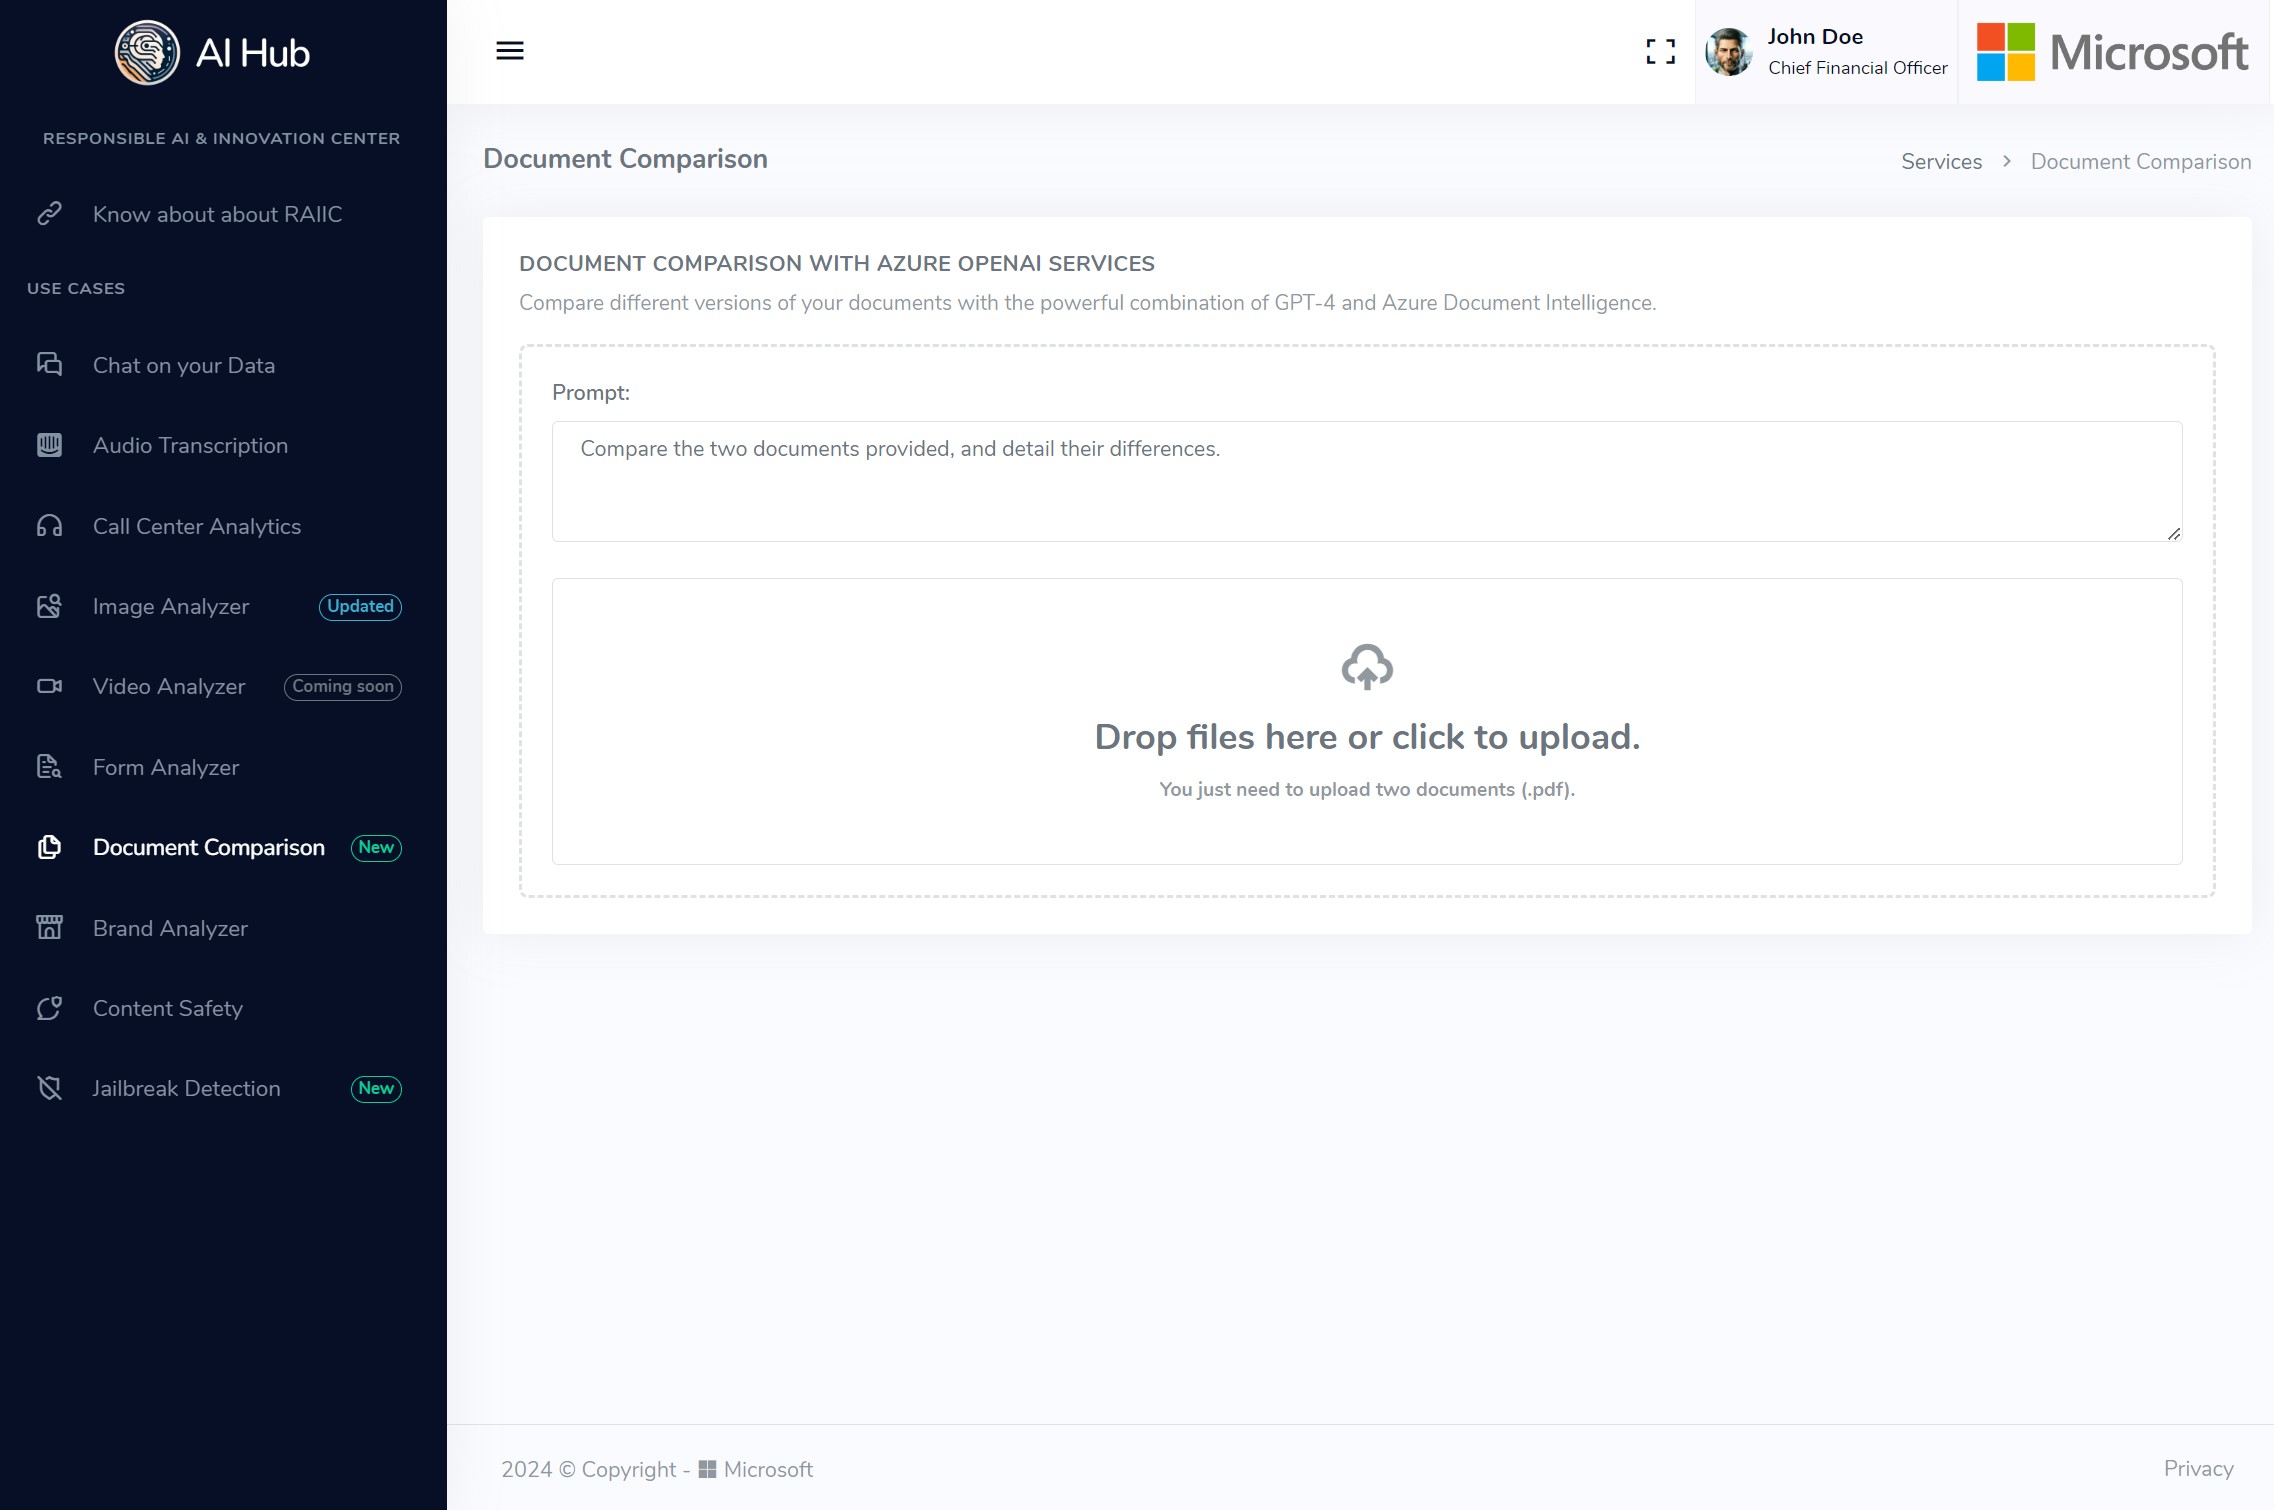 AI Hub
RESPONSIBLE AI & INNOVATION CENTER
Know about about RAIIC
USE CASES
Chat on your Data
Audio Transcription
Call Center Analytics
Image Analyzer Updated
Video Analyzer Coming soon
Form Analyzer
Document Comparison New
Brand Analyzer
Content Safety
Jailbreak Detection New
John Doe
Chief Financial Officer
Microsoft
Document Comparison
Services > Document Comparison
DOCUMENT COMPARISON WITH AZURE OPENAI SERVICES
Compare different versions of your documents with the powerful combination of GPT-4 and Azure Document Intelligence.
Prompt:
Compare the two documents provided, and detail their differences.
Drop files here or click to upload.
You just need to upload two documents (.pdf).
2024 © Copyright - Microsoft
Privacy